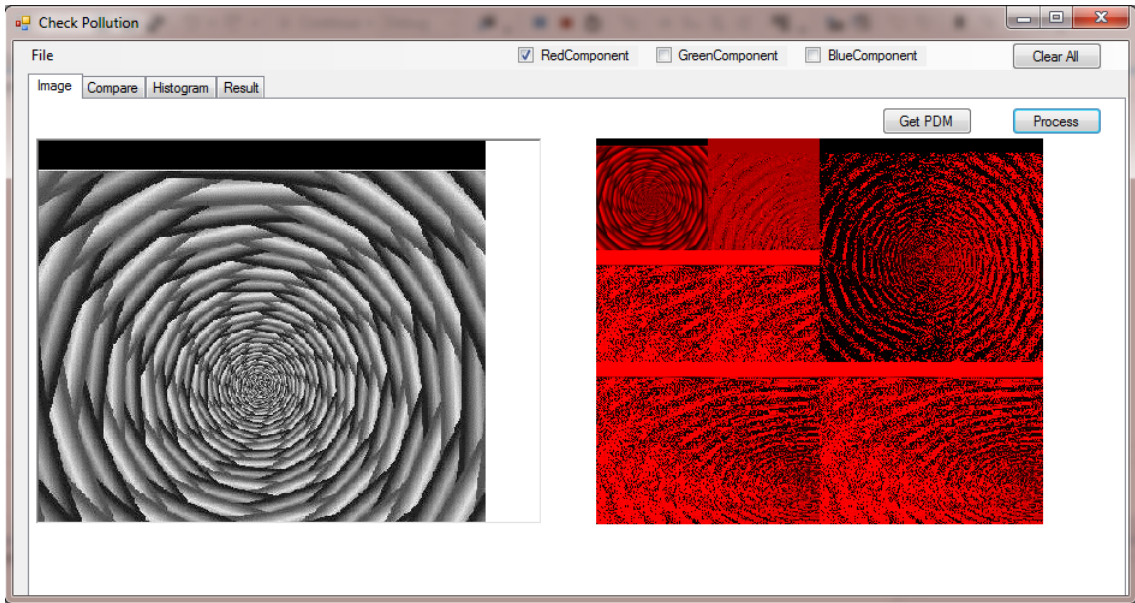 Check Pollution
File RedComponent GreenComponent BlueComponent Clear All
Image Compare Histogram Result
Get PDM Process